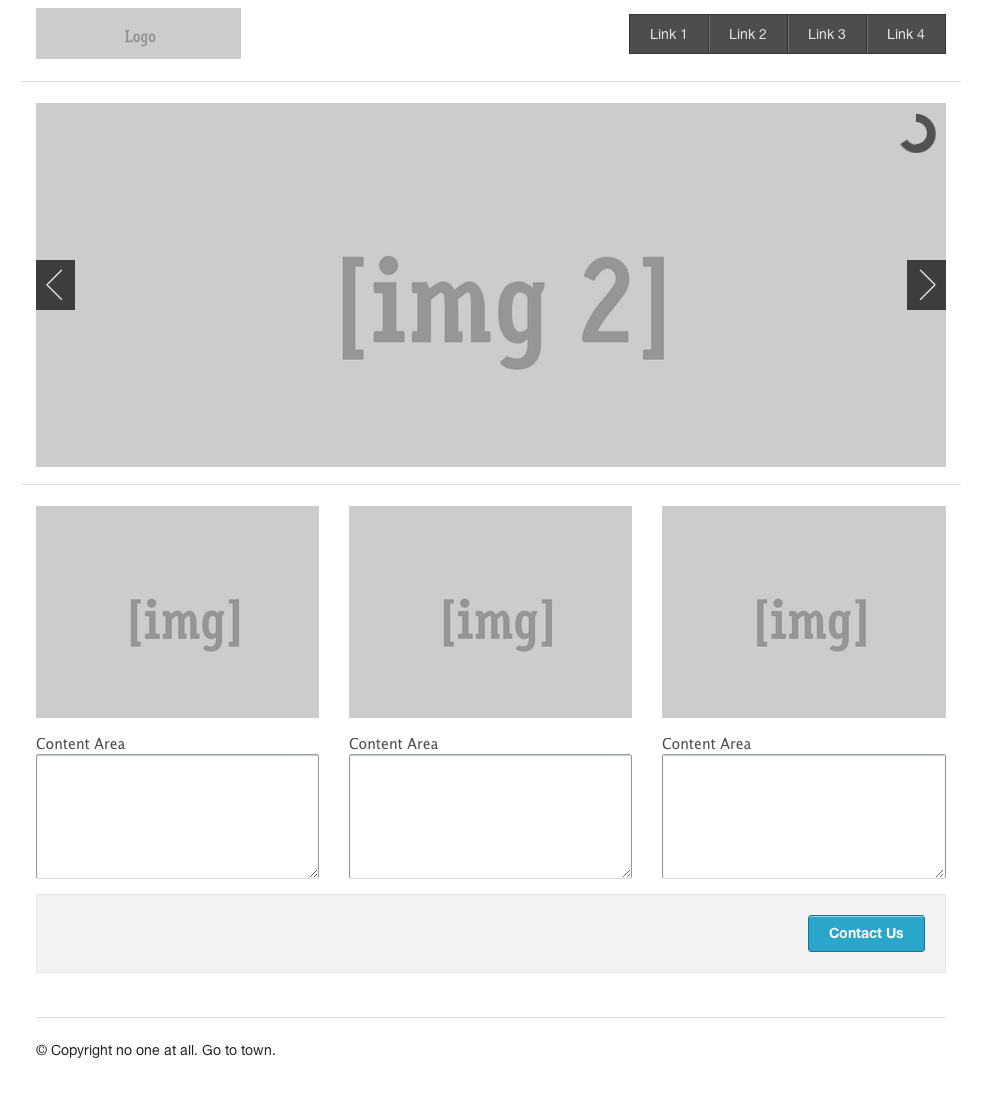 Logo
Link 1 Link 2 Link 3 Link 4
[img 2]
[img] [img] [img]
Content Area Content Area Content Area
Contact Us
© Copyright no one at all. Go to town.